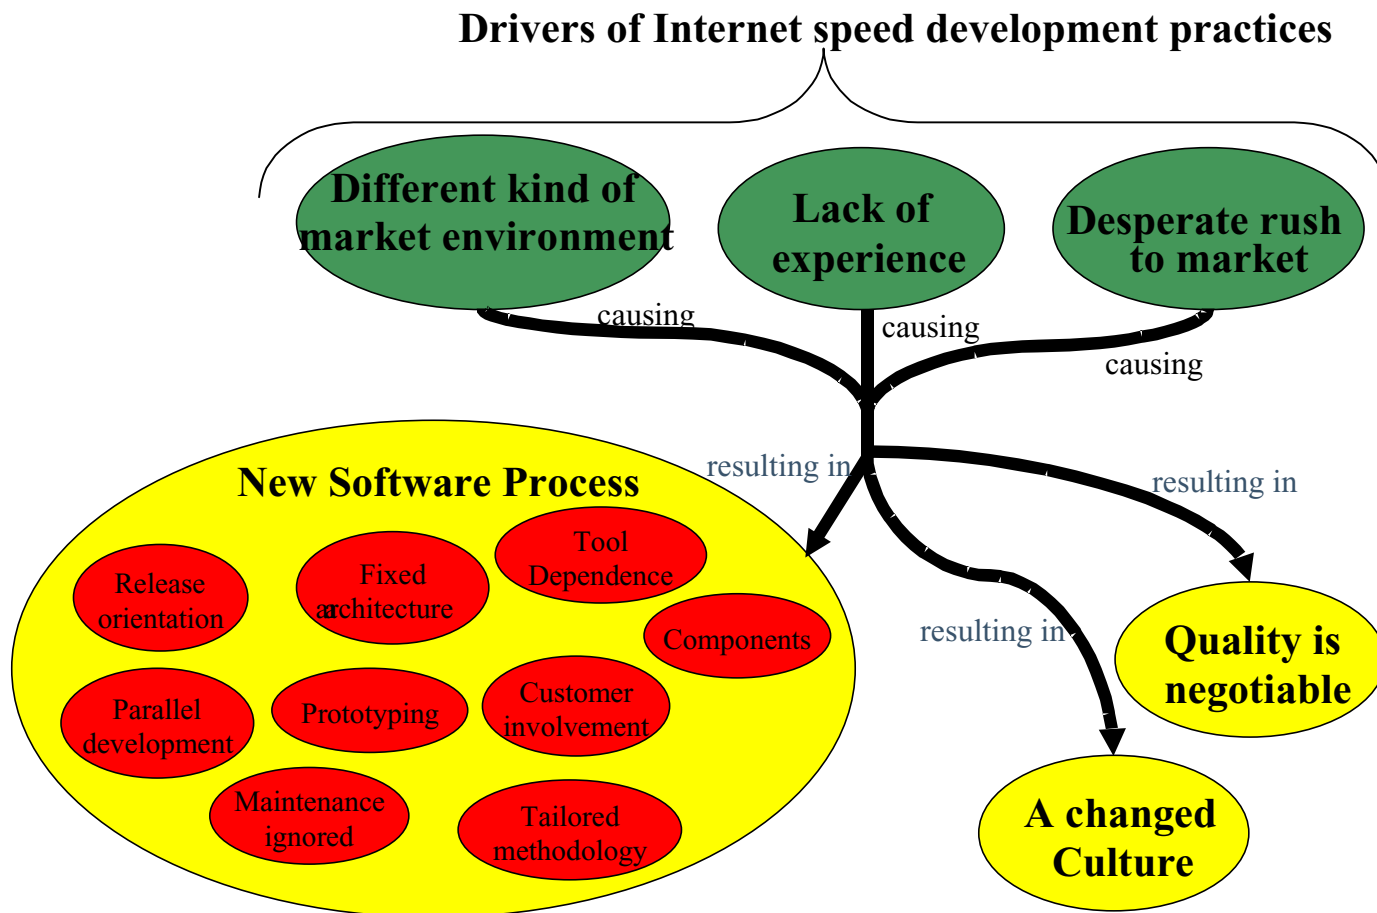 Drivers of Internet speed development practices
Different kind of
market environment
Lack of
experience
Desperate rush
to market
causing
causing
causing
resulting in
resulting in
resulting in
New Software Process
Release
orientation
Fixed
architecture
Tool
Dependence
Components
Parallel
development
Prototyping
Customer
involvement
Maintenance
ignored
Tailored
methodology
Quality is
negotiable
A changed
Culture